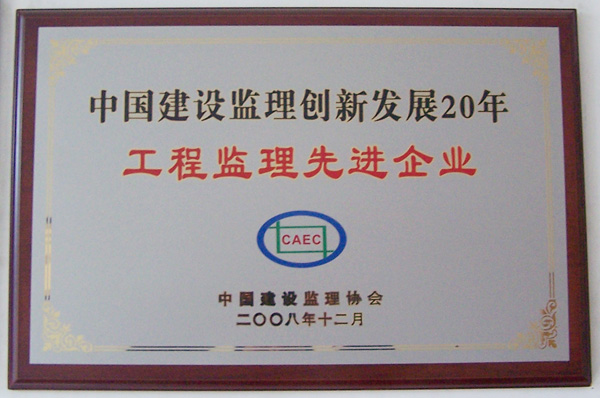 中国建设监理创新发展20年
工程监理先进企业
CAEC
中国建设监理协会
二〇〇八年十二月